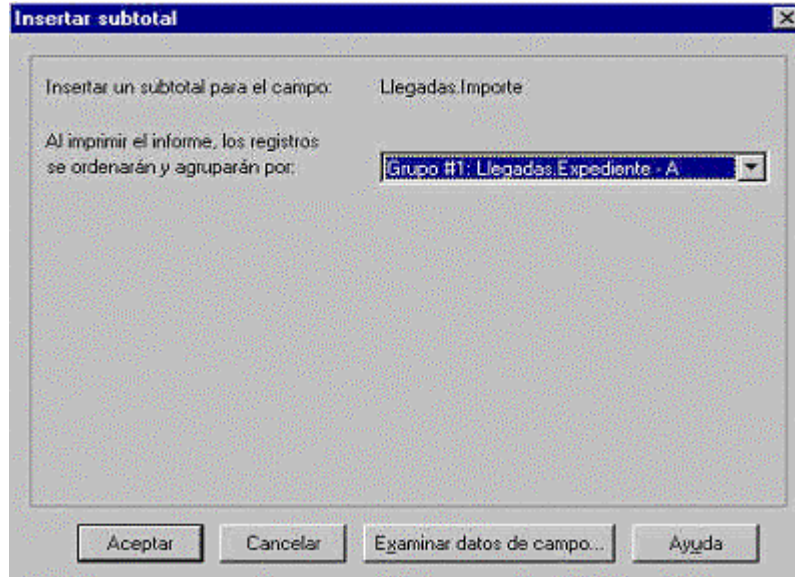 Insertar subtotal
Insertar un subtotal para el campo: Llegadas.Importe
Al imprimir el informe, los registros
se ordenarán y agruparán por: Grupo #1: Llegadas.Expediente - A
Aceptar Cancelar Examinar datos de campo... Ayuda